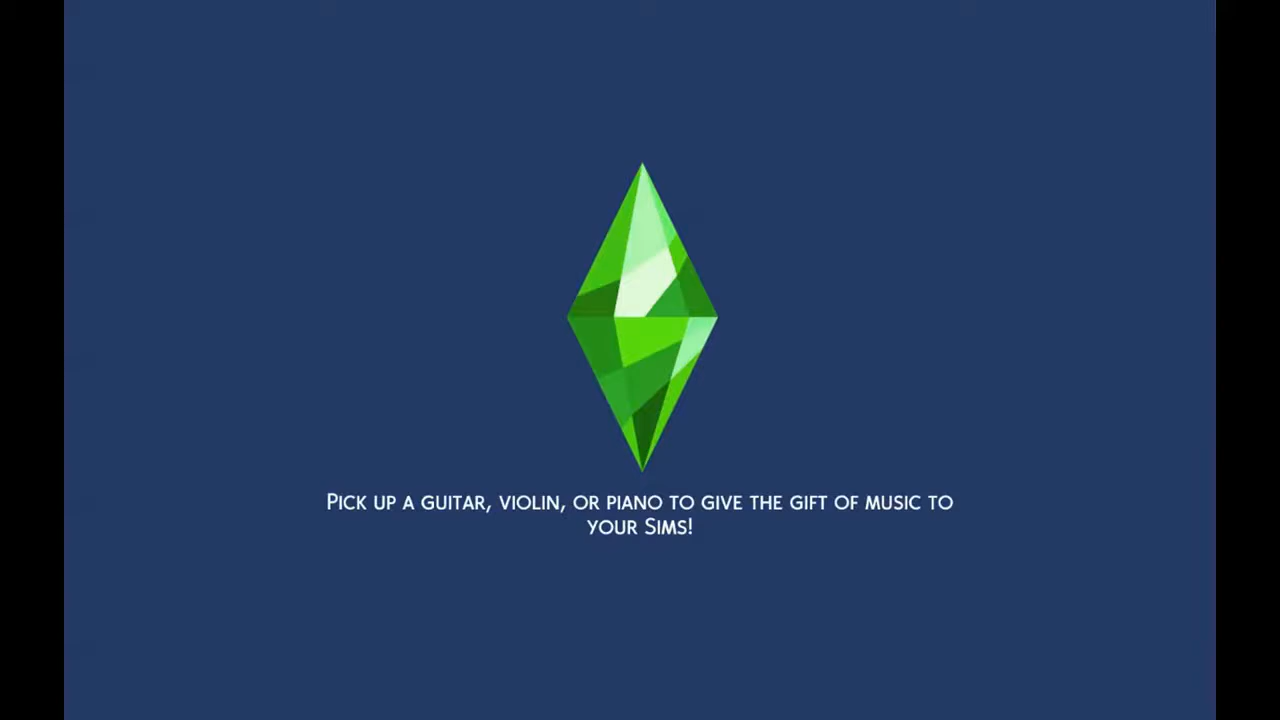 Pick up a guitar, violin, or piano to give the gift of music to
your Sims!